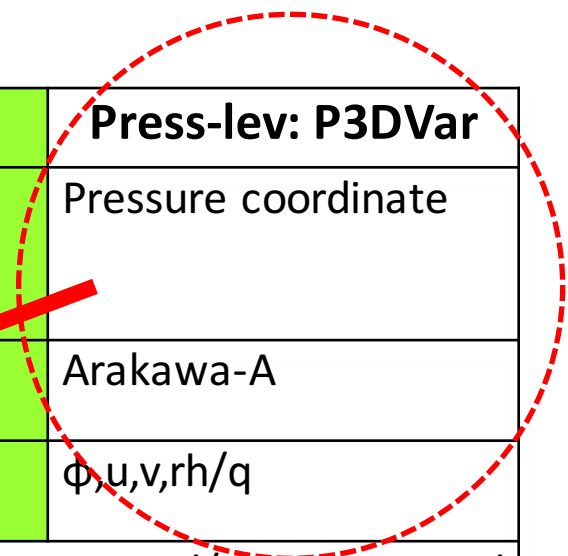 Press-lev: P3DVar
Pressure coordinate
Arakawa-A
ϕ,u,v,rh/q